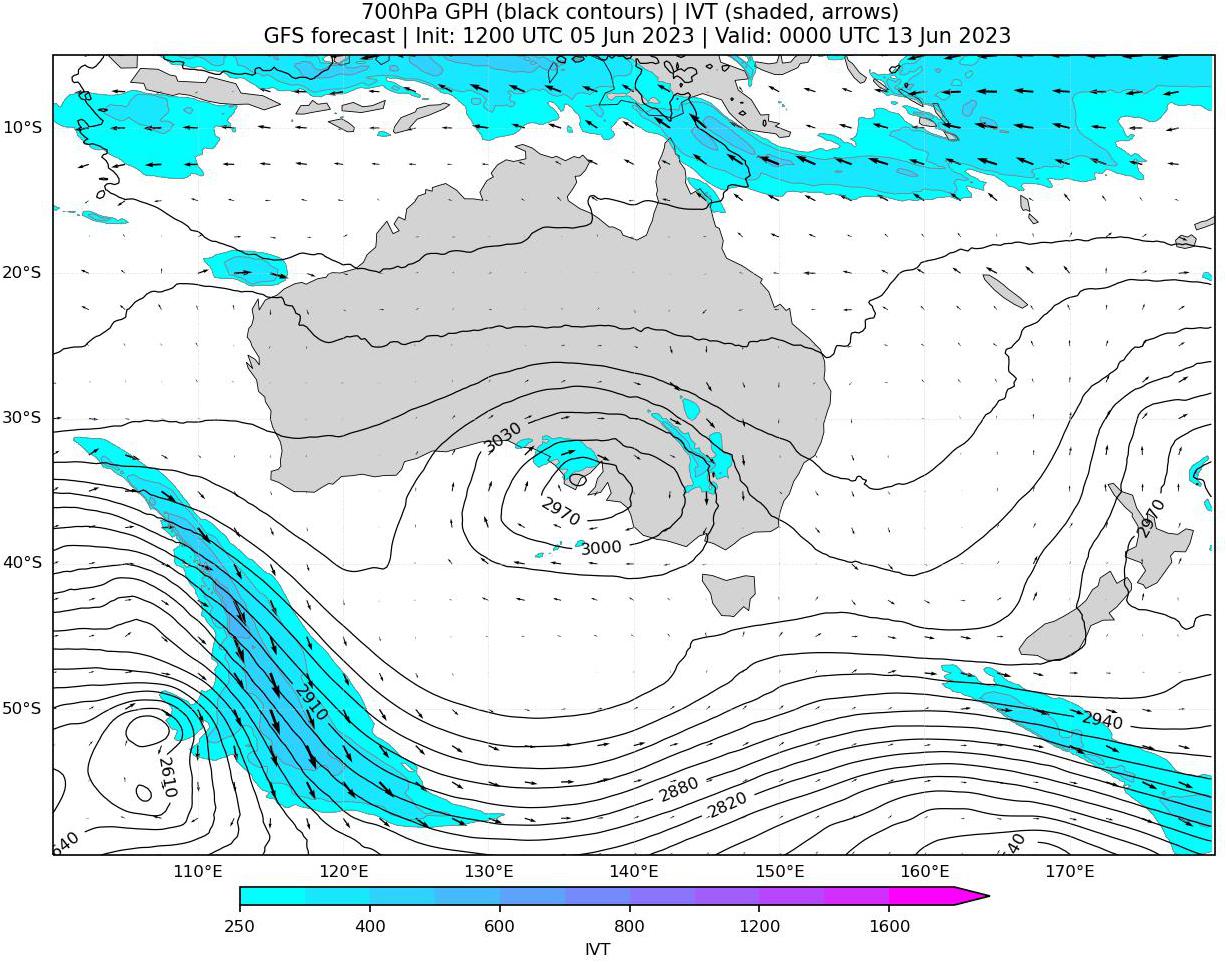 700hPa GPH (black contours) | IVT (shaded, arrows)
GFS forecast | Init: 1200 UTC 05 Jun 2023 | Valid: 0000 UTC 13 Jun 2023
10°S
20°S
30°S
3030
2970
2970
3000
40°S
50°S
2910
2940
2610
2880
2820
640
40
110°E 120°E 130°E 140°E 150°E 160°E 170°E
250 400 600 800 1200 1600
IVT